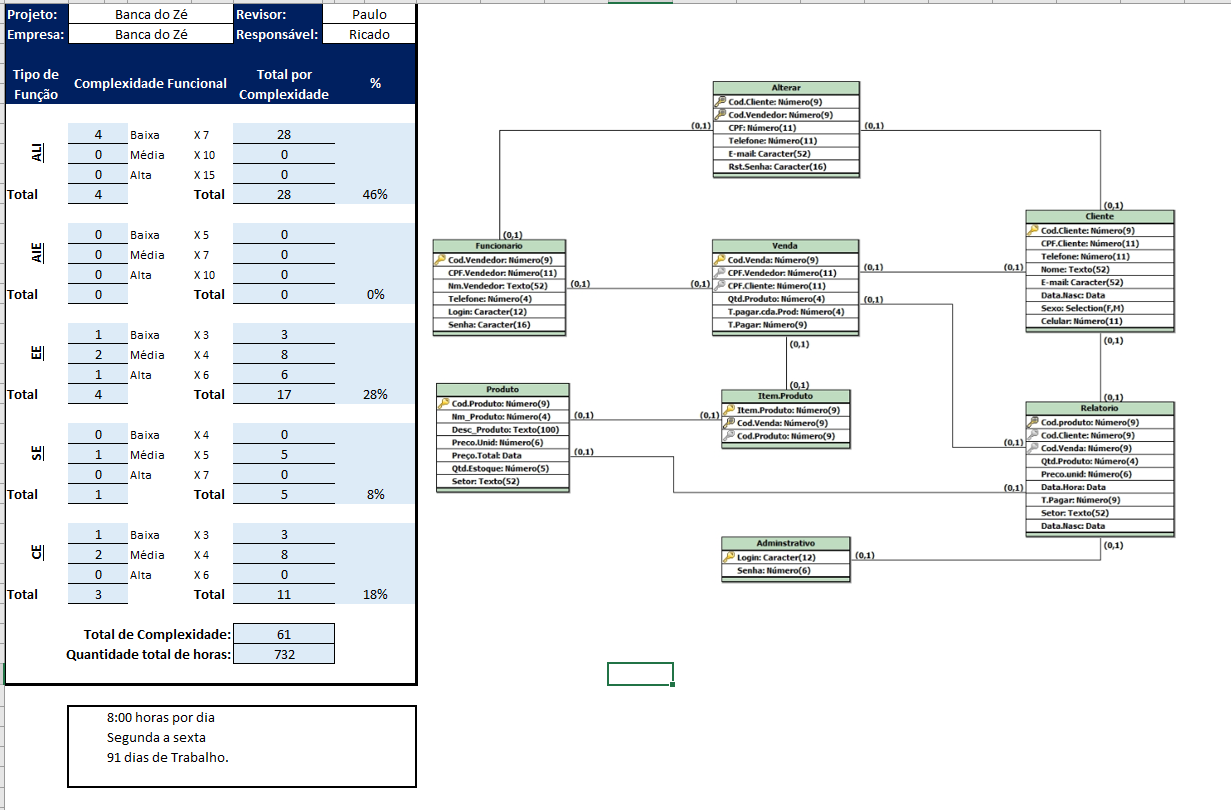 Projeto: Banca do Zé Revisor: Paulo
Empresa: Banca do Zé Responsável: Ricado
Tipo de Função Complexidade Funcional Total por Complexidade %
ALI
4 Baixa X 7 28
0 Média X 10 0
0 Alta X 15 0
Total 4 Total 28 46%
AIE
0 Baixa X 5 0
0 Média X 7 0
0 Alta X 10 0
Total 0 Total 0 0%
EE
1 Baixa X 3 3
2 Média X 4 8
1 Alta X 6 6
Total 4 Total 17 28%
SE
0 Baixa X 4 0
1 Média X 5 5
0 Alta X 7 0
Total 1 Total 5 8%
CE
1 Baixa X 3 3
2 Média X 4 8
0 Alta X 6 0
Total 3 Total 11 18%
Total de Complexidade: 61
Quantidade total de horas: 732
8:00 horas por dia
Segunda a sexta
91 dias de Trabalho.
Alterar
Cod.Cliente: Número(9)
Cod.Vendedor: Número(9)
CPF: Número(11)
Telefone: Número(11)
E-mail: Caracter(52)
Rst.Senha: Caracter(16)
(0,1)
(0,1)
(0,1)
(0,1)
Funcionario
Cod.Vendedor: Número(9)
CPF.Vendedor: Número(11)
Nm.Vendedor: Texto(52)
Telefone: Número(4)
Login: Caracter(12)
Senha: Caracter(16)
(0,1)
(0,1)
Venda
Cod.Venda: Número(9)
CPF.Vendedor: Número(11)
CPF.Cliente: Número(11)
Qtd.Produto: Número(4)
T.pagar.cda.Prod: Número(4)
T.Pagar: Número(9)
(0,1)
(0,1)
(0,1)
(0,1)
(0,1)
Cliente
Cod.Cliente: Número(9)
CPF.Cliente: Número(11)
Telefone: Número(11)
Nome: Texto(52)
E-mail: Caracter(52)
Data.Nasc: Data
Sexo: Selection(F,M)
Celular: Número(11)
(0,1)
(0,1)
Produto
Cod.Produto: Número(9)
Nm_Produto: Número(4)
Desc_Produto: Texto(100)
Preco.Unid: Número(6)
Preço.Total: Data
Qtd.Estoque: Número(5)
Setor: Texto(52)
(0,1)
(0,1)
(0,1)
Item.Produto
Item.Produto: Número(9)
Cod.Venda: Número(9)
Cod.Produto: Número(9)
Relatorio
Cod.produto: Número(9)
Cod.Cliente: Número(9)
Cod.Venda: Número(9)
Qtd.Produto: Número(4)
Preco.unid: Número(6)
Data.Hora: Data
T.Pagar: Número(9)
Setor: Texto(52)
Data.Nasc: Data
(0,1)
(0,1)
(0,1)
Adminstrativo
Login: Caracter(12)
Senha: Número(6)
(0,1)